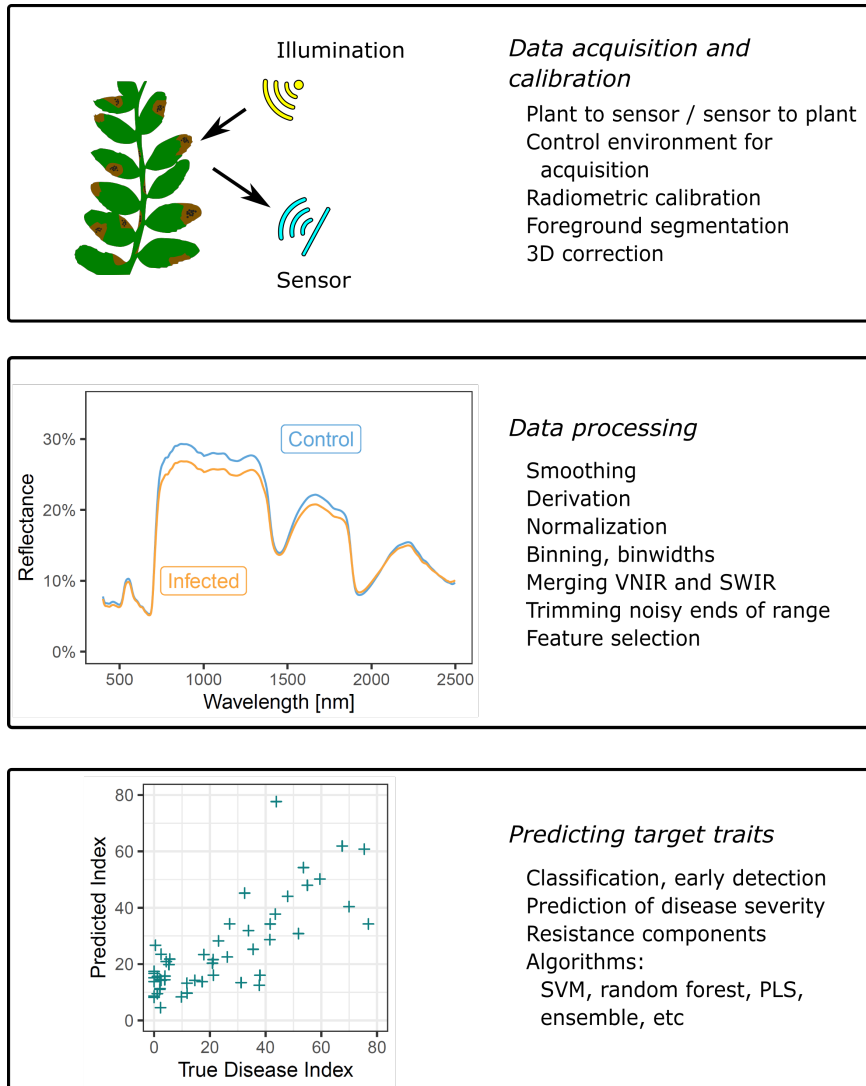 Illumination
Sensor
Data acquisition and
calibration
Plant to sensor / sensor to plant
Control environment for
acquisition
Radiometric calibration
Foreground segmentation
3D correction
30%
20%
10%
0%
Reflectance
Control
Infected
500
1000
1500
2000
2500
Wavelength [nm]
Data processing
Smoothing
Derivation
Normalization
Binning, binwidths
Merging VNIR and SWIR
Trimming noisy ends of range
Feature selection
80
60
40
20
0
Predicted Index
0
20
40
60
80
True Disease Index
Predicting target traits
Classification, early detection
Prediction of disease severity
Resistance components
Algorithms:
SVM, random forest, PLS,
ensemble, etc